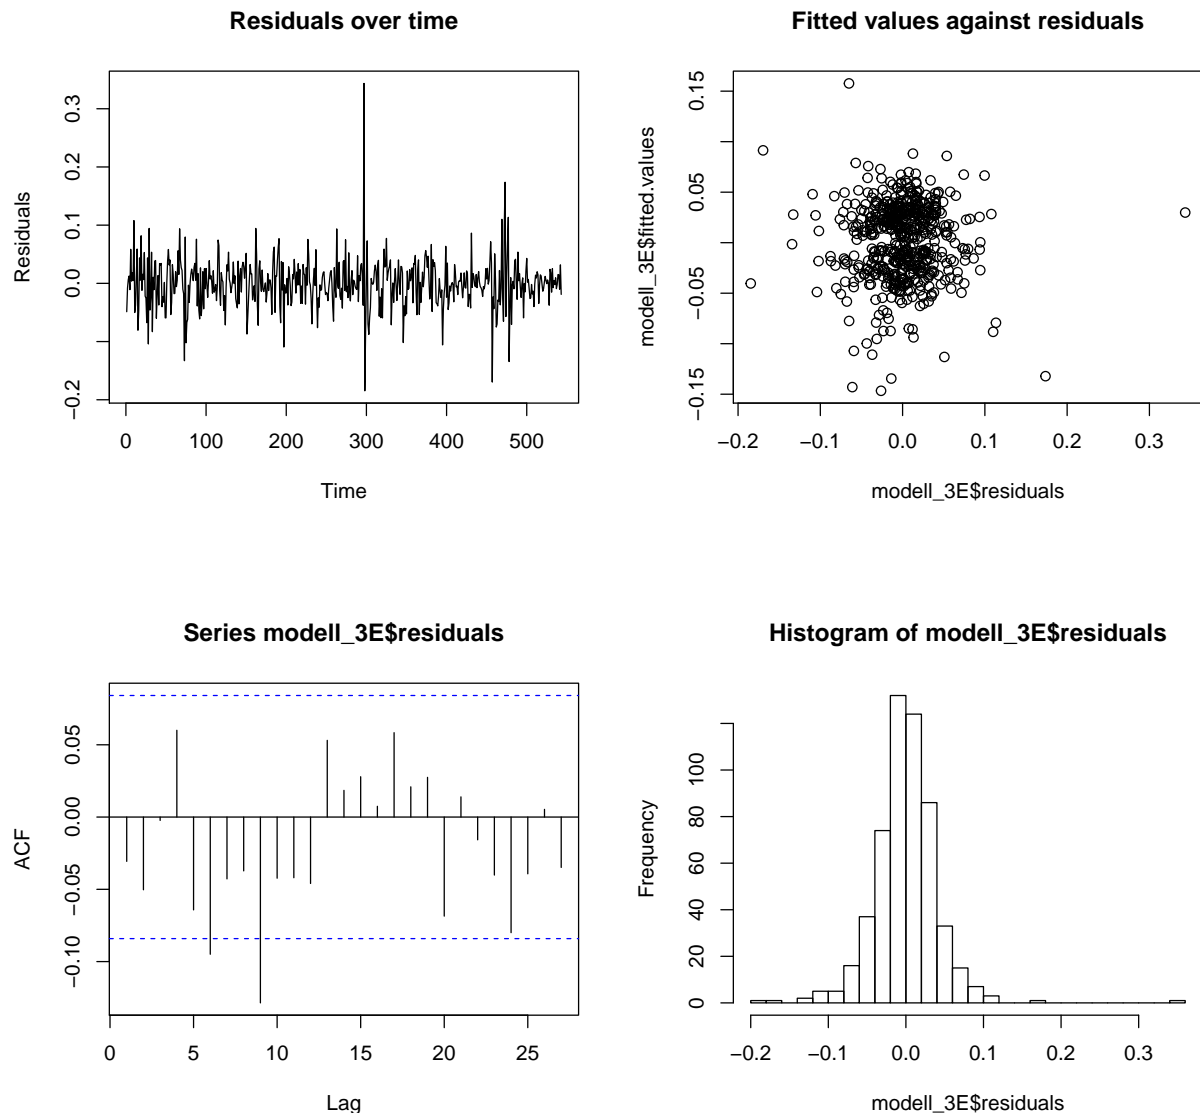 Residuals over time
Residuals
0.3
0.2
0.1
0.0
−0.2
0 100 200 300 400 500
Time
Fitted values against residuals
modell_3E$fitted.values
0.15
0.05
−0.05
−0.15
−0.2 −0.1 0.0 0.1 0.2 0.3
modell_3E$residuals
Series modell_3E$residuals
ACF
0.05
0.00
−0.05
−0.10
0 5 10 15 20 25
Lag
Histogram of modell_3E$residuals
Frequency
100
80
60
40
20
0
−0.2 −0.1 0.0 0.1 0.2 0.3
modell_3E$residuals